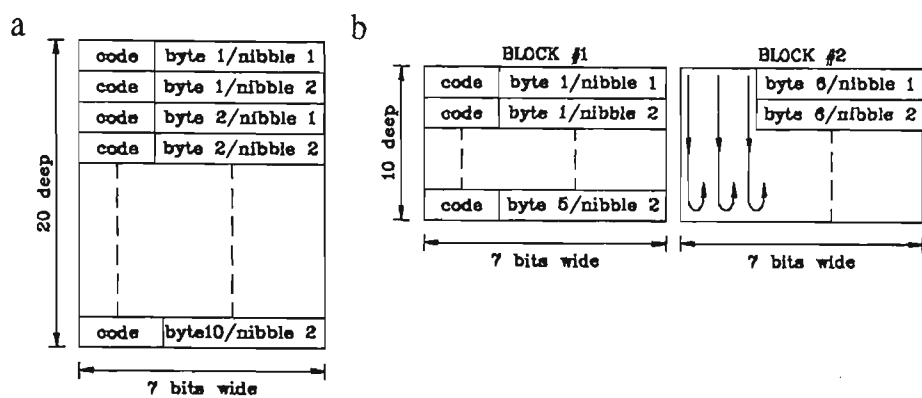 a
code byte 1/nibble 1
code byte 1/nibble 2
code byte 2/nibble 1
code byte 2/nibble 2
20 deep
code byte10/nibble 2
7 bits wide
b
BLOCK #1
code byte 1/nibble 1
code byte 1/nibble 2
10 deep
code byte 5/nibble 2
7 bits wide
BLOCK #2
byte 6/nibble 1
byte 6/nibble 2
7 bits wide